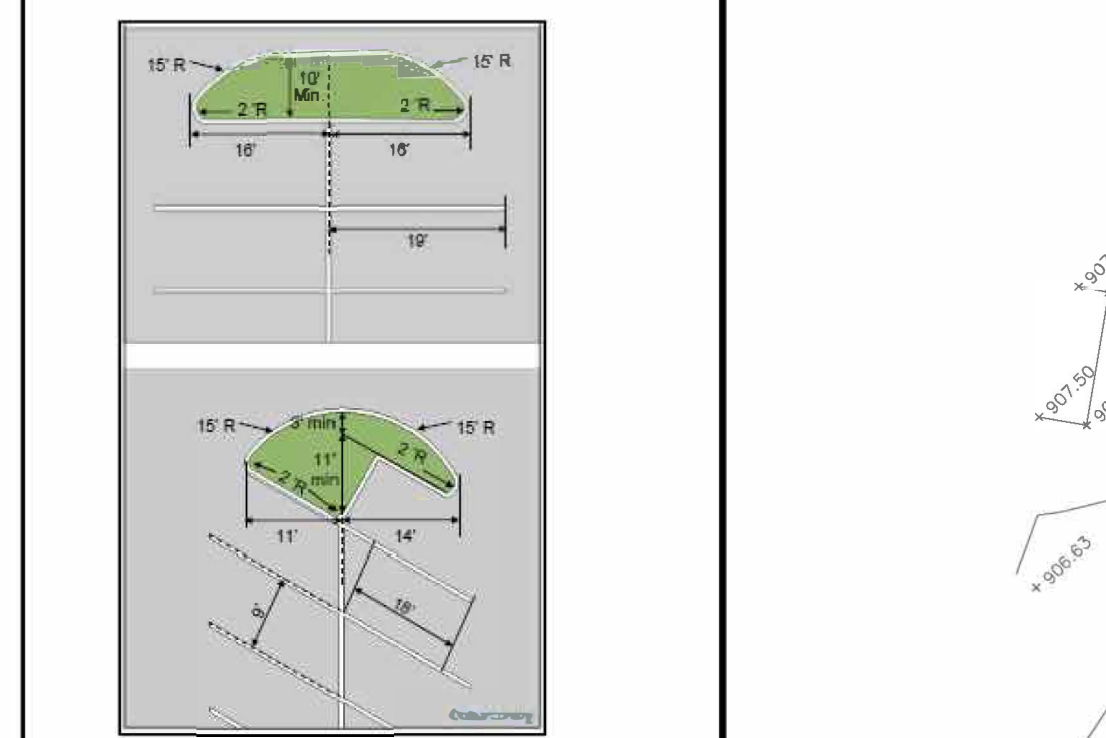 15' R
15' R
10'
Min.
2 'R
2 'R
16'
16'
19'
15' R
3' min
15' R
2 'R
11'
min
2 'R
11'
14'
9'
18'
907.50
906.63